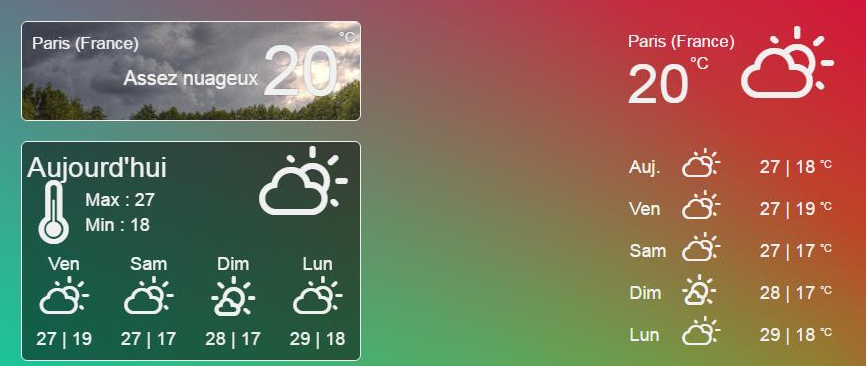 Paris (France)
20 °C
Assez nuageux
Aujourd'hui
Max : 27
Min : 18
Ven Sam Dim Lun
27 | 19 27 | 17 28 | 17 29 | 18
Paris (France)
20 °C
Auj. 27 | 18 °C
Ven 27 | 19 °C
Sam 27 | 17 °C
Dim 28 | 17 °C
Lun 29 | 18 °C